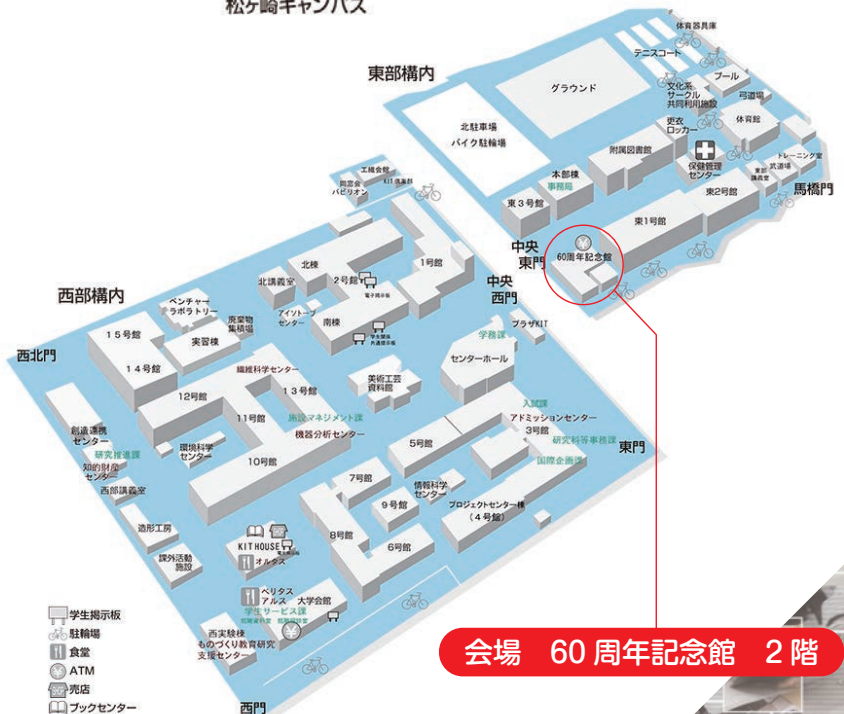 松ヶ崎キャンパス
東部構内
体育器具庫
テニスコート
グラウンド
プール
文化系
サークル
共同利用施設
弓道場
北駐車場
バイク駐輪場
更衣
ロッカー
体育館
附属図書館
保健管理
センター
トレーニング室
武道場
東部
講義室
馬橋門
本部棟
事務局
東3号館
東2号館
東1号館
中央
東門
60周年記念館
工繊会館
KIT倶楽部
同窓会
パビリオン
1号館
中央
西門
北棟
2号館
電子掲示板
北講義室
西部構内
ベンチャー
ラボラトリー
アイソトープ
センター
南棟
廃棄物
集積場
プラザKIT
学務課
15号館
実習棟
センターホール
西北門
14号館
繊維科学センター
美術工芸
資料館
12号館
13号館
入試課
アドミッションセンター
11号館
施設マネジメント課
3号館
創造連携
センター
機器分析センター
5号館
研究科等事務課
東門
研究推進課
環境科学
センター
国際企画課
知的財産
センター
10号館
7号館
情報科学
センター
西部講義室
9号館
プロジェクトセンター棟
(4号館)
造形工房
8号館
KIT HOUSE
6号館
課外活動
施設
オルタス
ベリタス
アルス
大学会館
学生サービス課
学生掲示板
駐輪場
西実験棟
ものづくり教育研究
支援センター
食堂
ATM
会場 60周年記念館 2階
売店
ブックセンター
西門